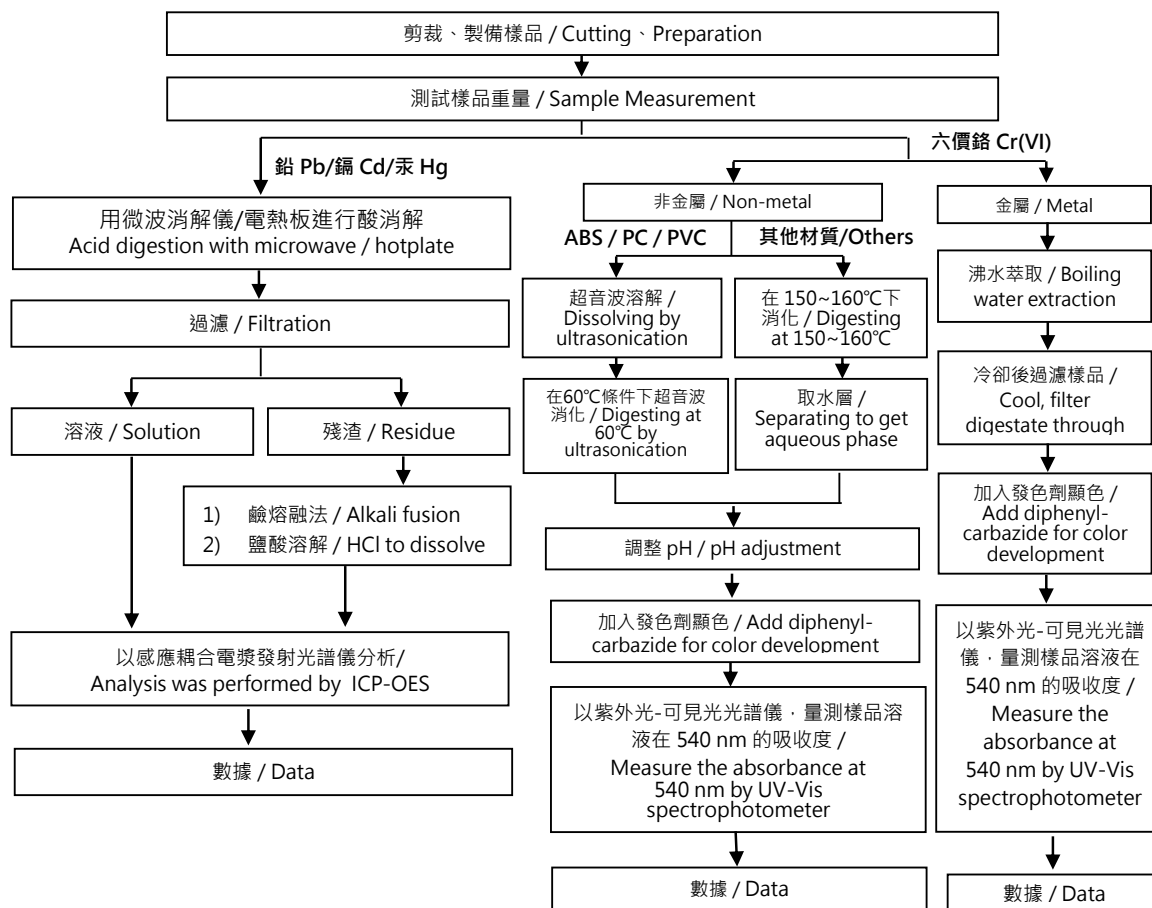 剪裁、製備樣品 / Cutting、Preparation
測試樣品重量 / Sample Measurement
鉛 Pb/鎘 Cd/汞 Hg
用微波消解儀/電熱板進行酸消解
Acid digestion with microwave / hotplate
過濾 / Filtration
溶液 / Solution
殘渣 / Residue
1) 鹼熔融法 / Alkali fusion
2) 鹽酸溶解 / HCl to dissolve
以感應耦合電漿發射光譜儀分析/
Analysis was performed by ICP-OES
數據 / Data
六價鉻 Cr(VI)
非金屬 / Non-metal
ABS / PC / PVC
超音波溶解 /
Dissolving by
ultrasonication
在60℃條件下超音波
消化 / Digesting at
60℃ by
ultrasonication
其他材質/Others
在 150~160℃下
消化 / Digesting
at 150~160℃
取水層 /
Separating to get
aqueous phase
調整 pH / pH adjustment
加入發色劑顯色 / Add diphenyl-
carbazide for color development
以紫外光-可見光光譜儀，量測樣品溶
液在 540 nm 的吸收度 /
Measure the absorbance at
540 nm by UV-Vis
spectrophotometer
數據 / Data
金屬 / Metal
沸水萃取 / Boiling
water extraction
冷卻後過濾樣品 /
Cool, filter
digestate through
加入發色劑顯色 /
Add diphenyl-
carbazide for color
development
以紫外光-可見光光譜
儀，量測樣品溶液在
540 nm 的吸收度 /
Measure the
absorbance at
540 nm by UV-Vis
spectrophotometer
數據 / Data